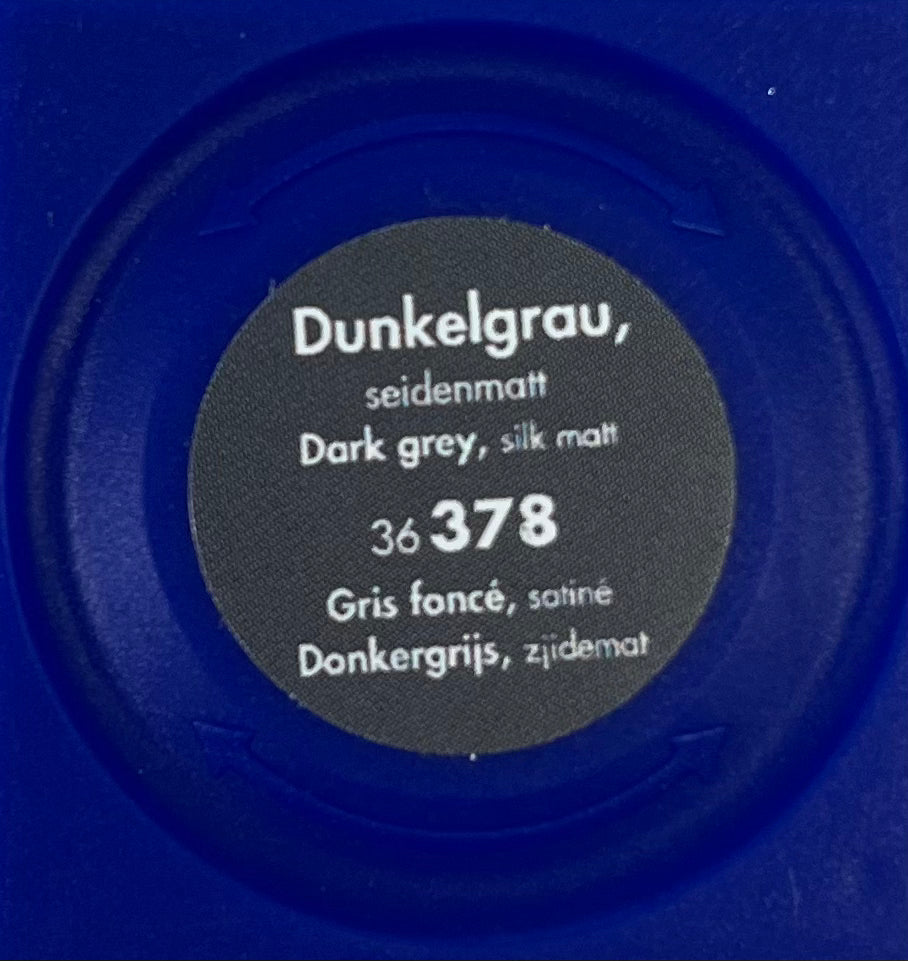 Dunkelgrau,
seidenmatt
Dark grey, silk matt
36 378
Gris foncé, satiné
Donkergrijs, zijdemat